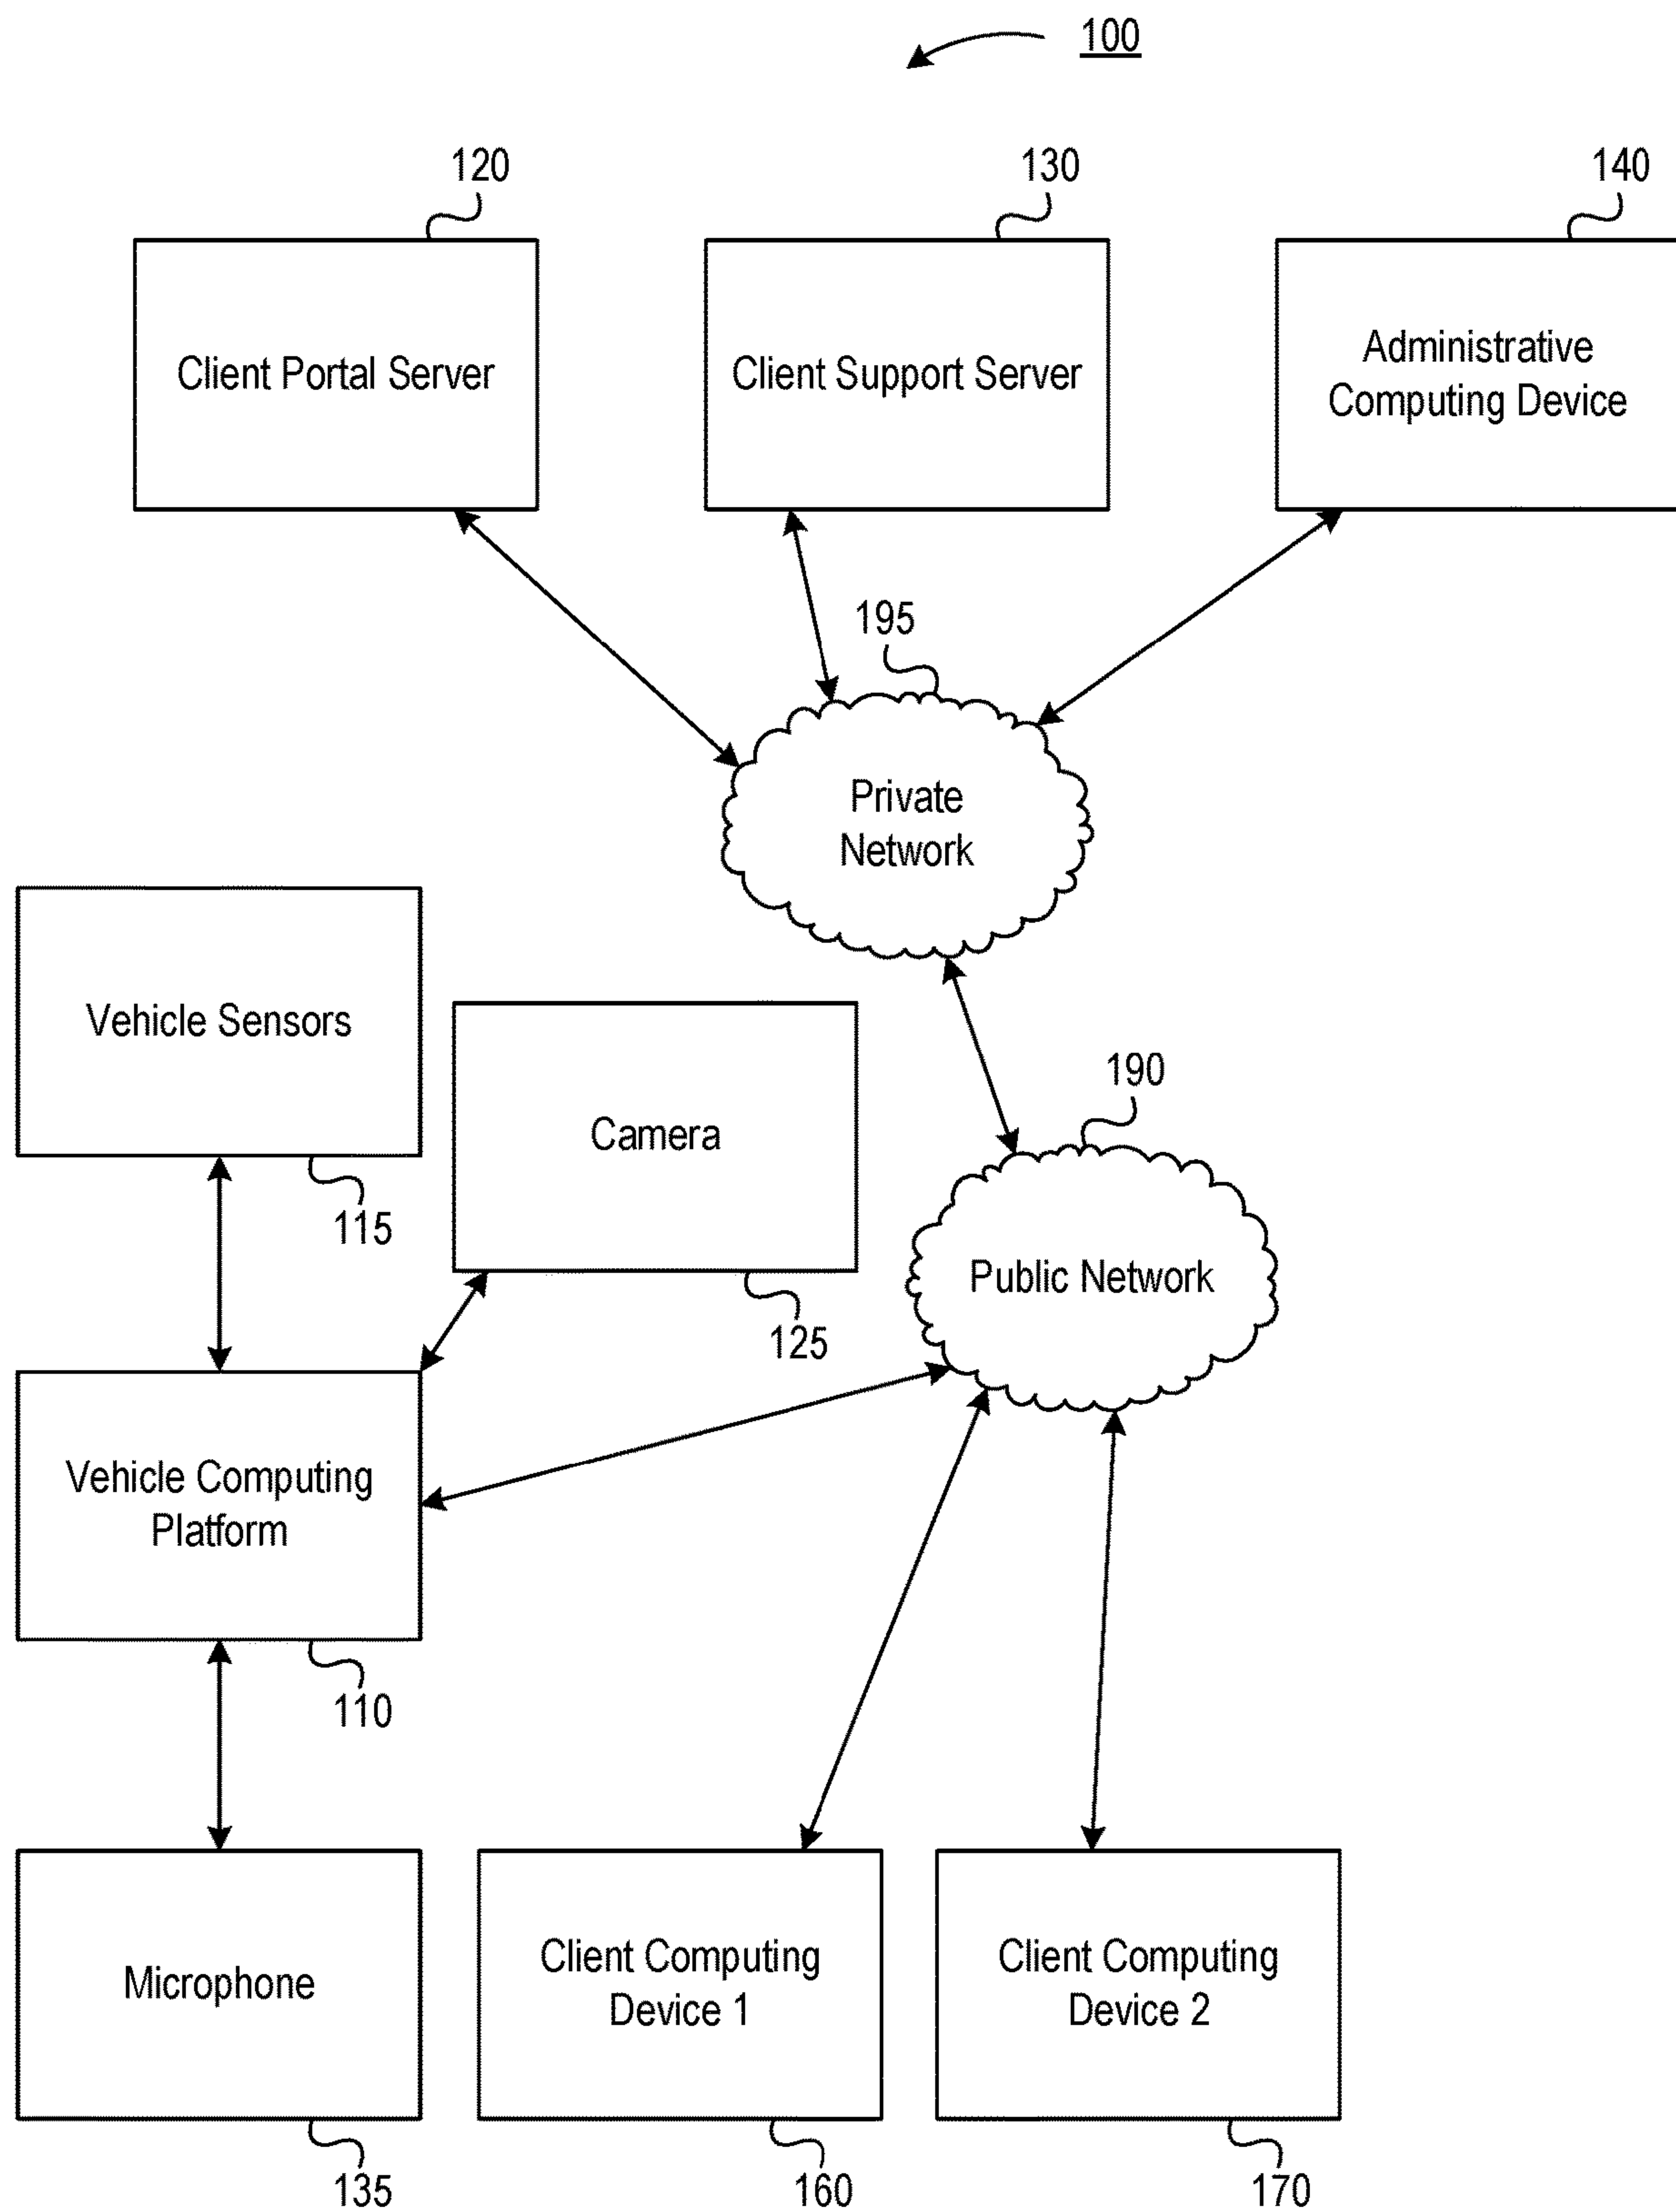 100
120
130
140
Client Portal Server
Client Support Server
Administrative
Computing Device
195
Private
Network
Vehicle Sensors
115
Camera
125
190
Public Network
Vehicle Computing
Platform
110
Microphone
135
Client Computing
Device 1
160
Client Computing
Device 2
170